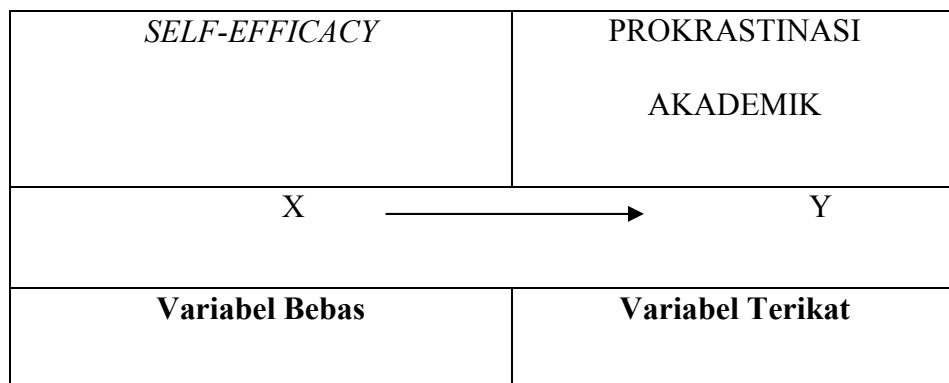 SELF-EFFICACY
PROKRASTINASI
AKADEMIK
X
Y
Variabel Bebas
Variabel Terikat